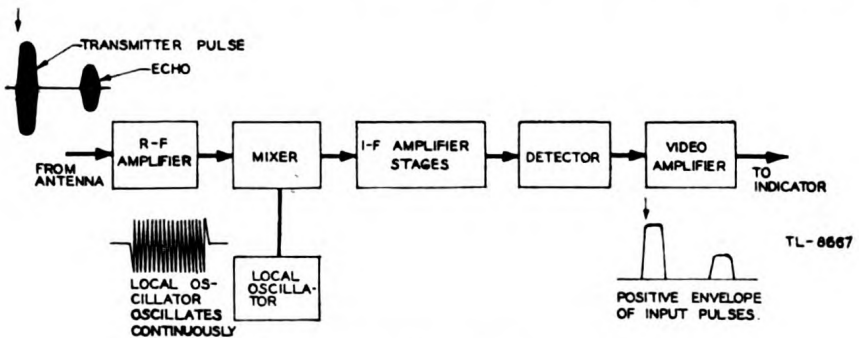 TRANSMITTER PULSE
ECHO
FROM
ANTENNA
R-F
AMPLIFIER
MIXER
I-F AMPLIFIER
STAGES
DETECTOR
VIDEO
AMPLIFIER
TO
INDICATOR
LOCAL OS-
CILLATOR
OSCILLATES
CONTINUOUSLY
LOCAL
OSCILLA-
TOR
POSITIVE ENVELOPE
OF INPUT PULSES.
TL-8667